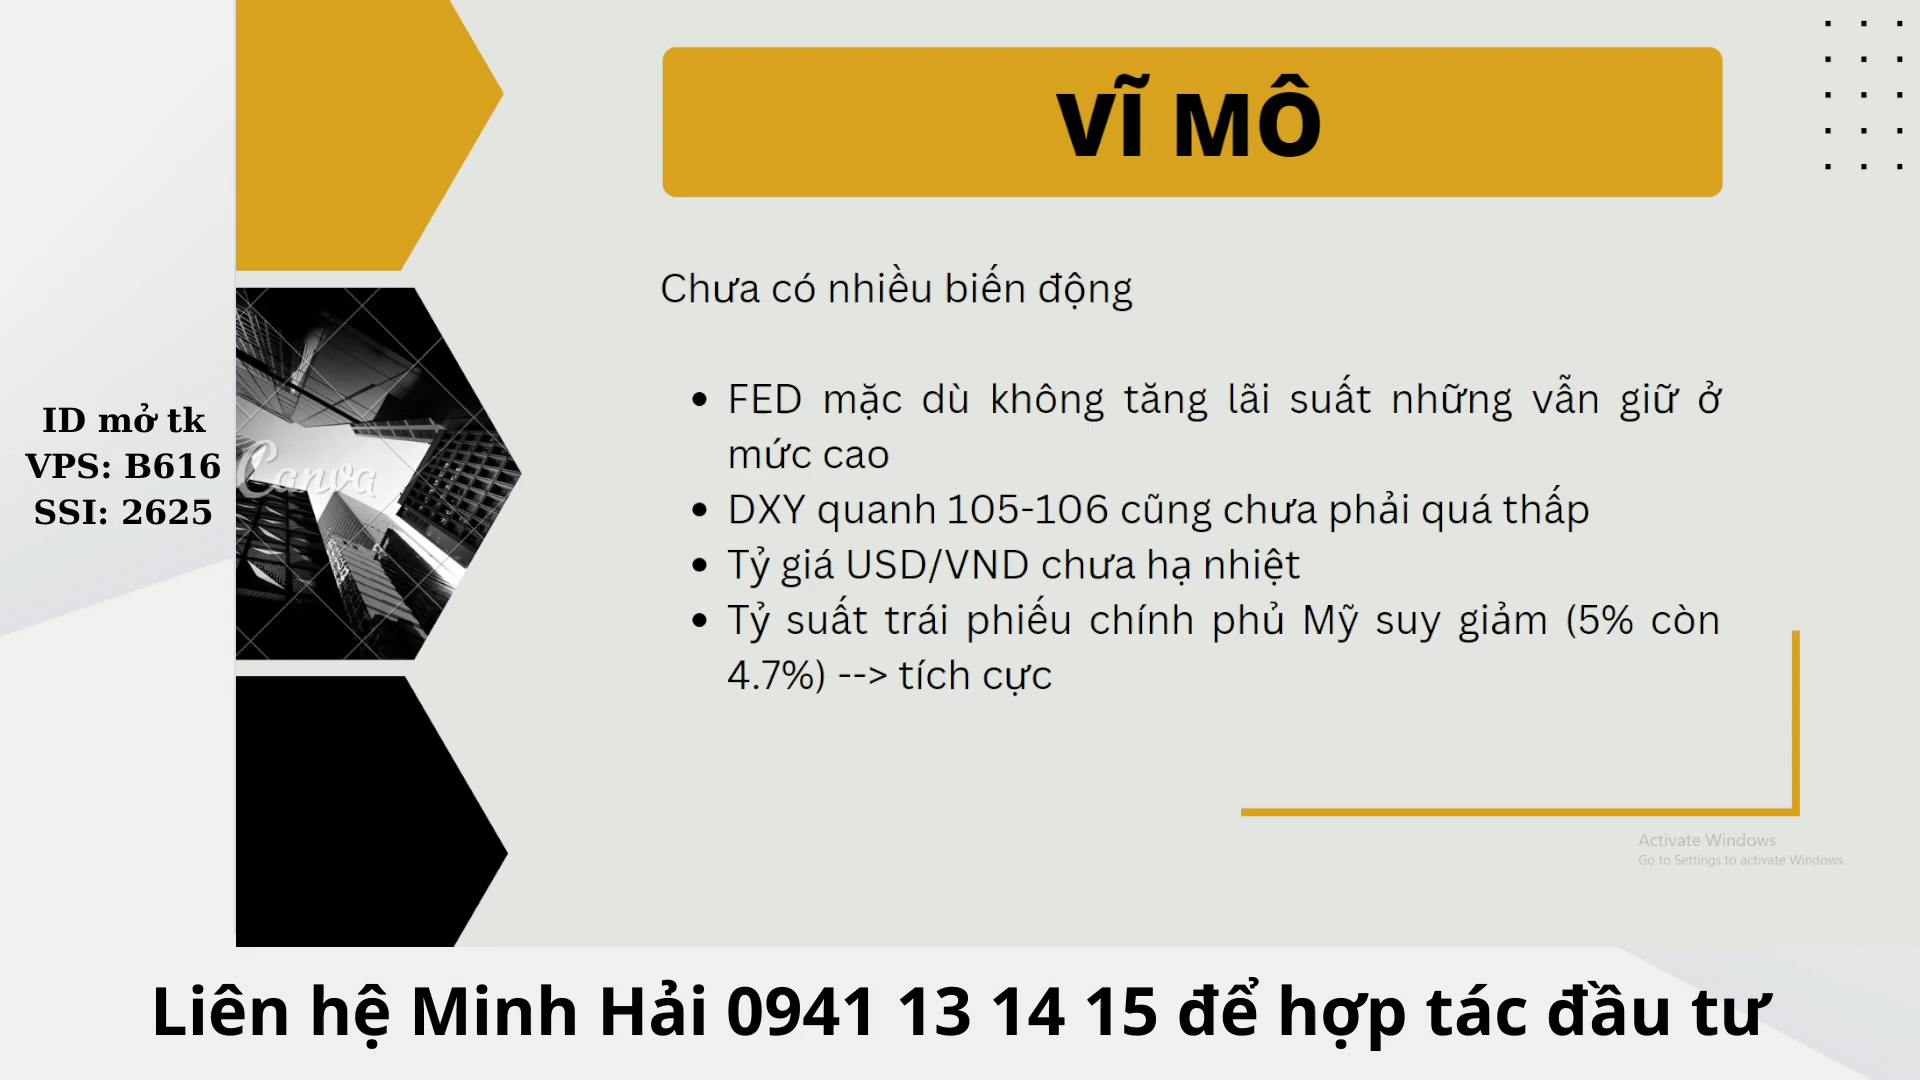 VĨ MÔ
Chưa có nhiều biến động
FED mặc dù không tăng lãi suất những vẫn giữ ở
mức cao
DXY quanh 105-106 cũng chưa phải quá thấp
Tỷ giá USD/VND chưa hạ nhiệt
Tỷ suất trái phiếu chính phủ Mỹ suy giảm (5% còn
4.7%) --> tích cực
ID mở tk
VPS: B616
SSI: 2625
Canva
Activate Windows
Go to Settings to activate Windows.
Liên hệ Minh Hải 0941 13 14 15 để hợp tác đầu tư